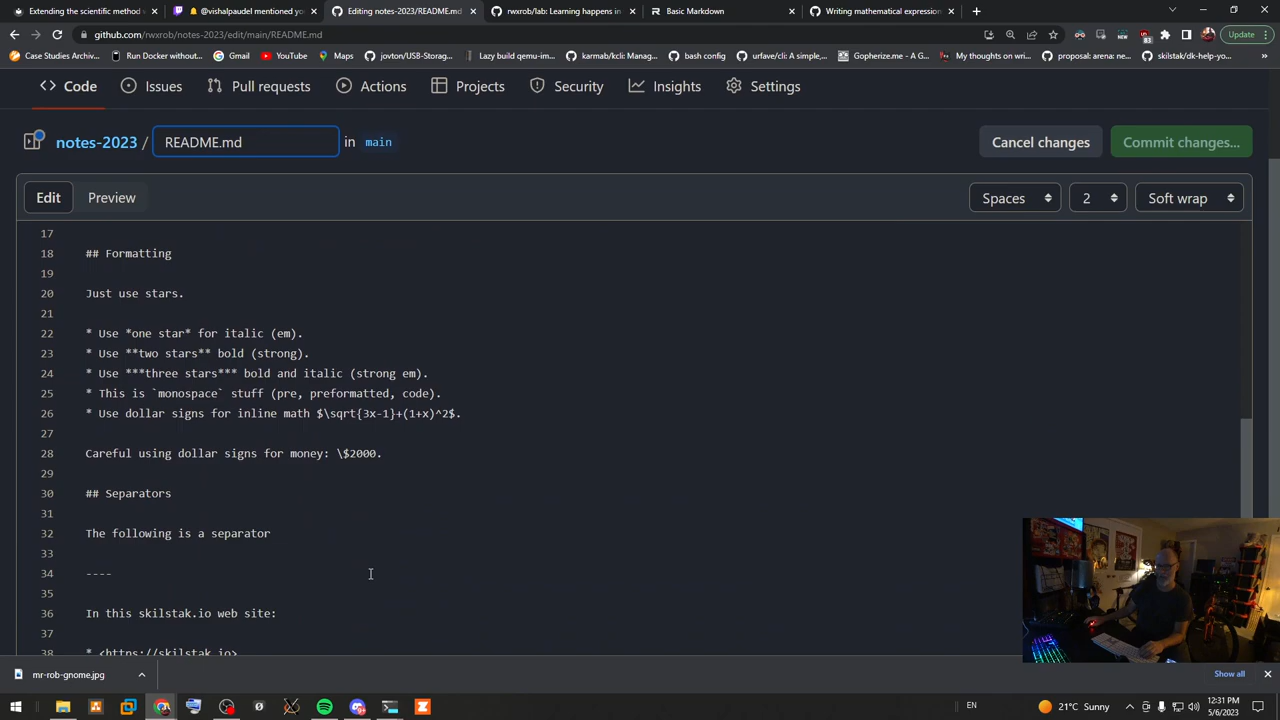 Extending the scientific method
@vishalpaudel mentioned yo
Editing notes-2023/README.md
rwxrob/lab: Learning happens in
Basic Markdown
Writing mathematical expression
github.com/rwxrob/notes-2023/edit/main/README.md
Update
Case Studies Archiv...
Run Docker without...
Gmail
YouTube
Maps
joyton/USB-Storag...
Lazy build qemu-im...
karmab/kcli: Manag...
bash config
urfave/cli: A simple,...
Gopherize.me - A G...
My thoughts on wri...
proposal: arena: ne...
skilstak/dk-help-yo...
Code
Issues
Pull requests
Actions
Projects
Security
Insights
Settings
notes-2023 / README.md in main
Cancel changes
Commit changes...
Edit
Preview
Spaces
2
Soft wrap
17
18 ## Formatting
19
20 Just use stars.
21
22 * Use *one star* for italic (em).
23 * Use **two stars** bold (strong).
24 * Use ***three stars*** bold and italic (strong em).
25 * This is `monospace` stuff (pre, preformatted, code).
26 * Use dollar signs for inline math $\sqrt{3x-1}+(1+x)^2$.
27
28 Careful using dollar signs for money: \$2000.
29
30 ## Separators
31
32 The following is a separator
33
34 ----
35
36 In this skilstak.io web site:
37
38 * <https://skilstak.io>
mr-rob-gnome.jpg
Show all
21°C Sunny
EN
12:31 PM
5/6/2023